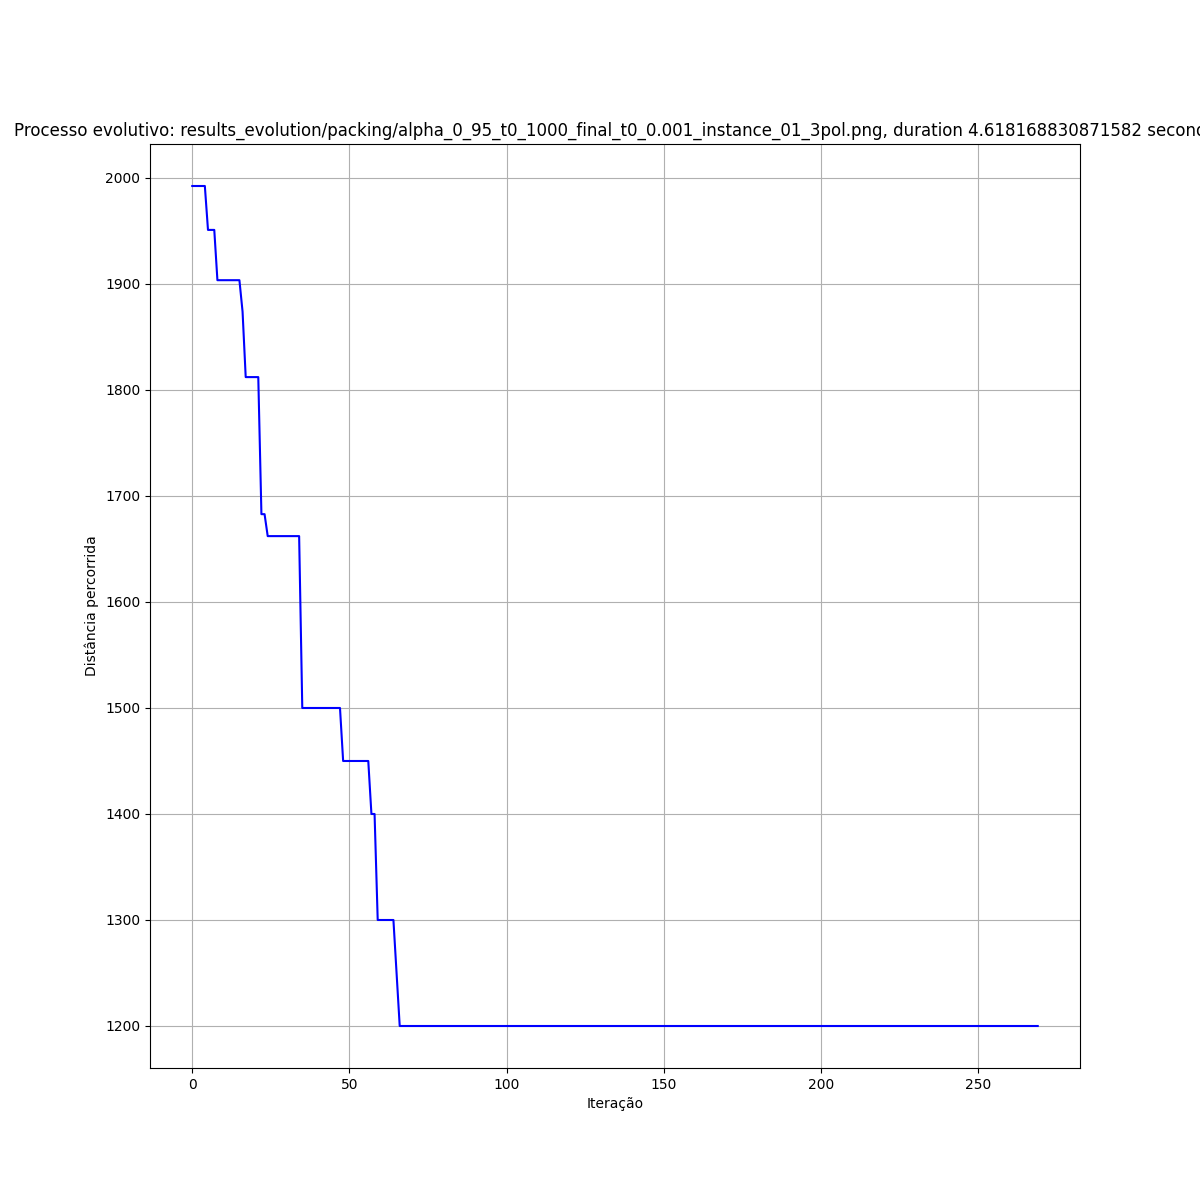 Processo evolutivo: results_evolution/packing/alpha_0_95_t0_1000_final_t0_0.001_instance_01_3pol.png, duration 4.618168830871582 secon
2000
1900
1800
1700
1600
1500
1400
1300
1200
Distância percorrida
0 50 100 150 200 250
Iteração